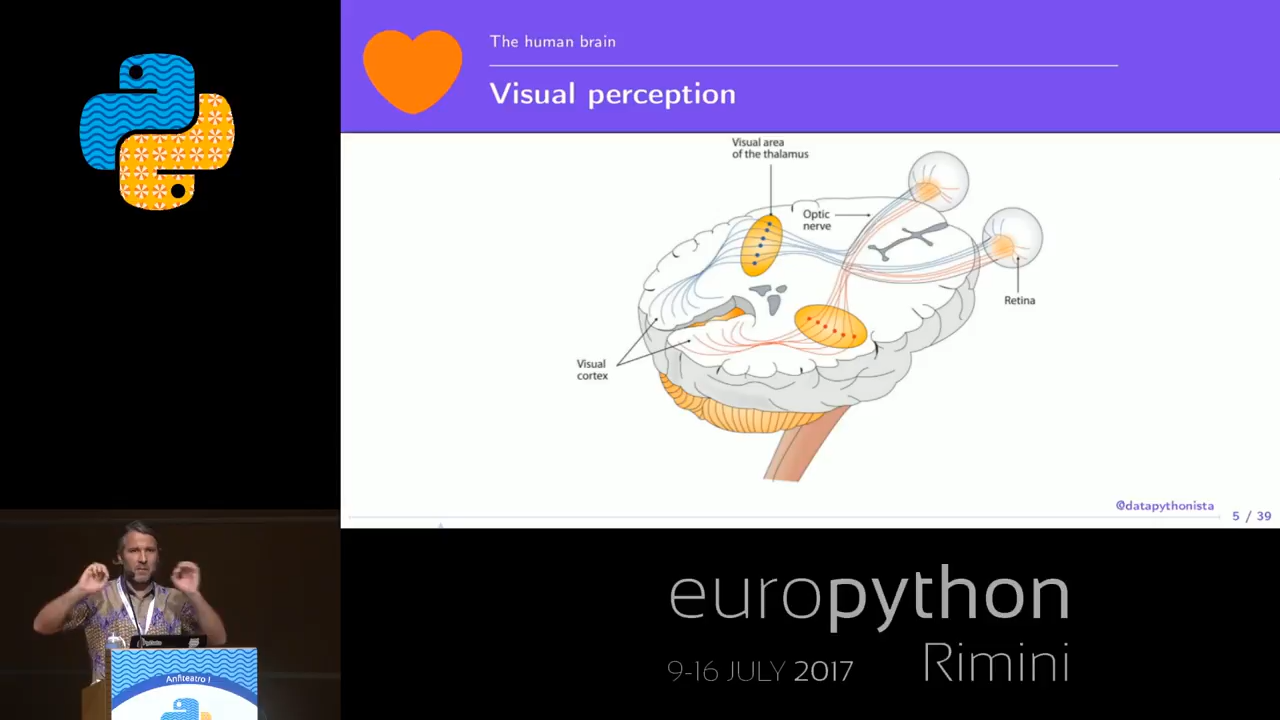 The human brain
Visual perception
Visual area
of the thalamus
Optic
nerve
Retina
Visual
cortex
@datapythonista
5 / 39
Anfiteatro I
europython
9-16 JULY 2017
Rimini